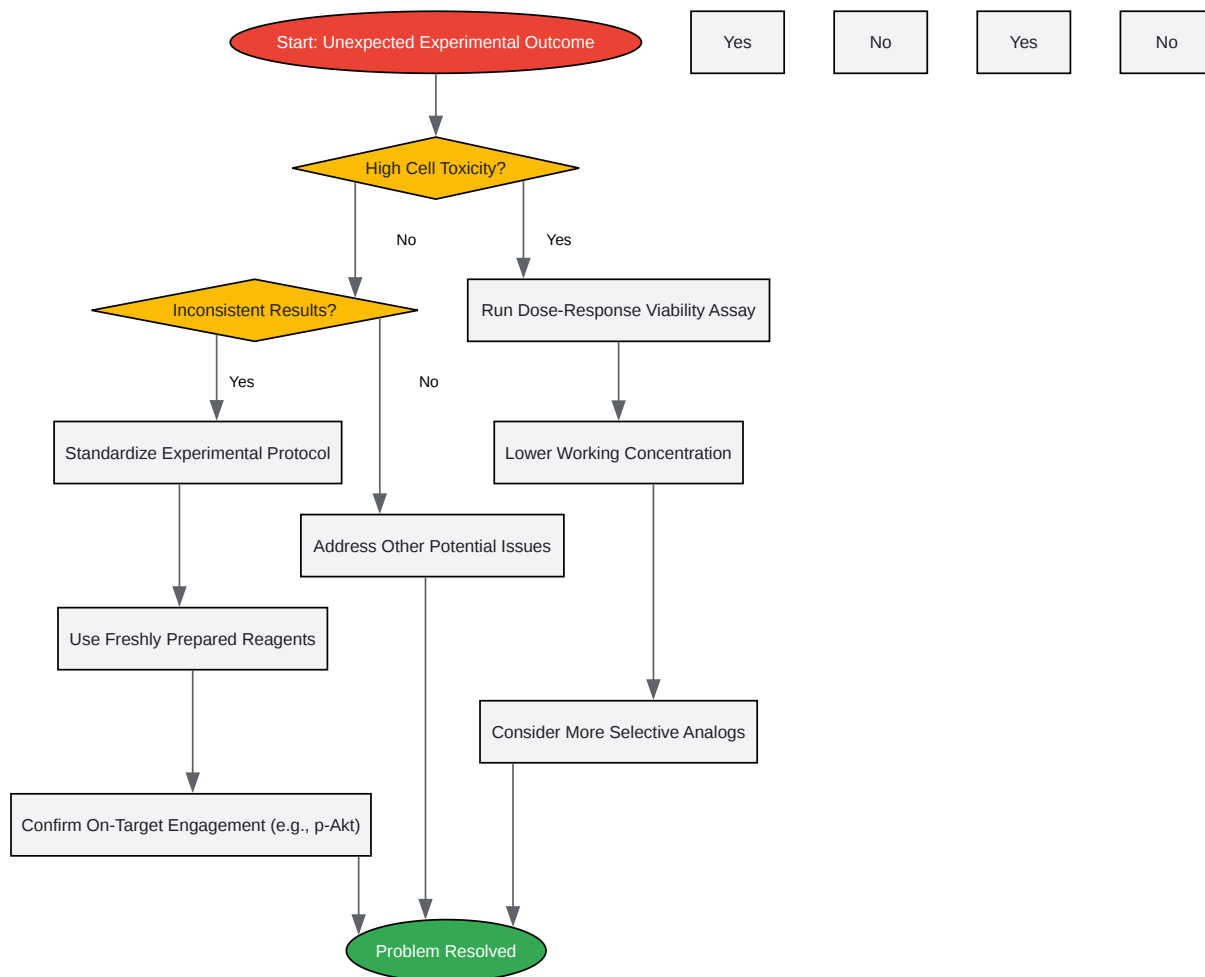 Start: Unexpected Experimental Outcome
Yes
No
Yes
No
High Cell Toxicity?
No
Yes
Inconsistent Results?
Run Dose-Response Viability Assay
Yes
No
Standardize Experimental Protocol
Lower Working Concentration
Address Other Potential Issues
Use Freshly Prepared Reagents
Consider More Selective Analogs
Confirm On-Target Engagement (e.g., p-Akt)
Problem Resolved